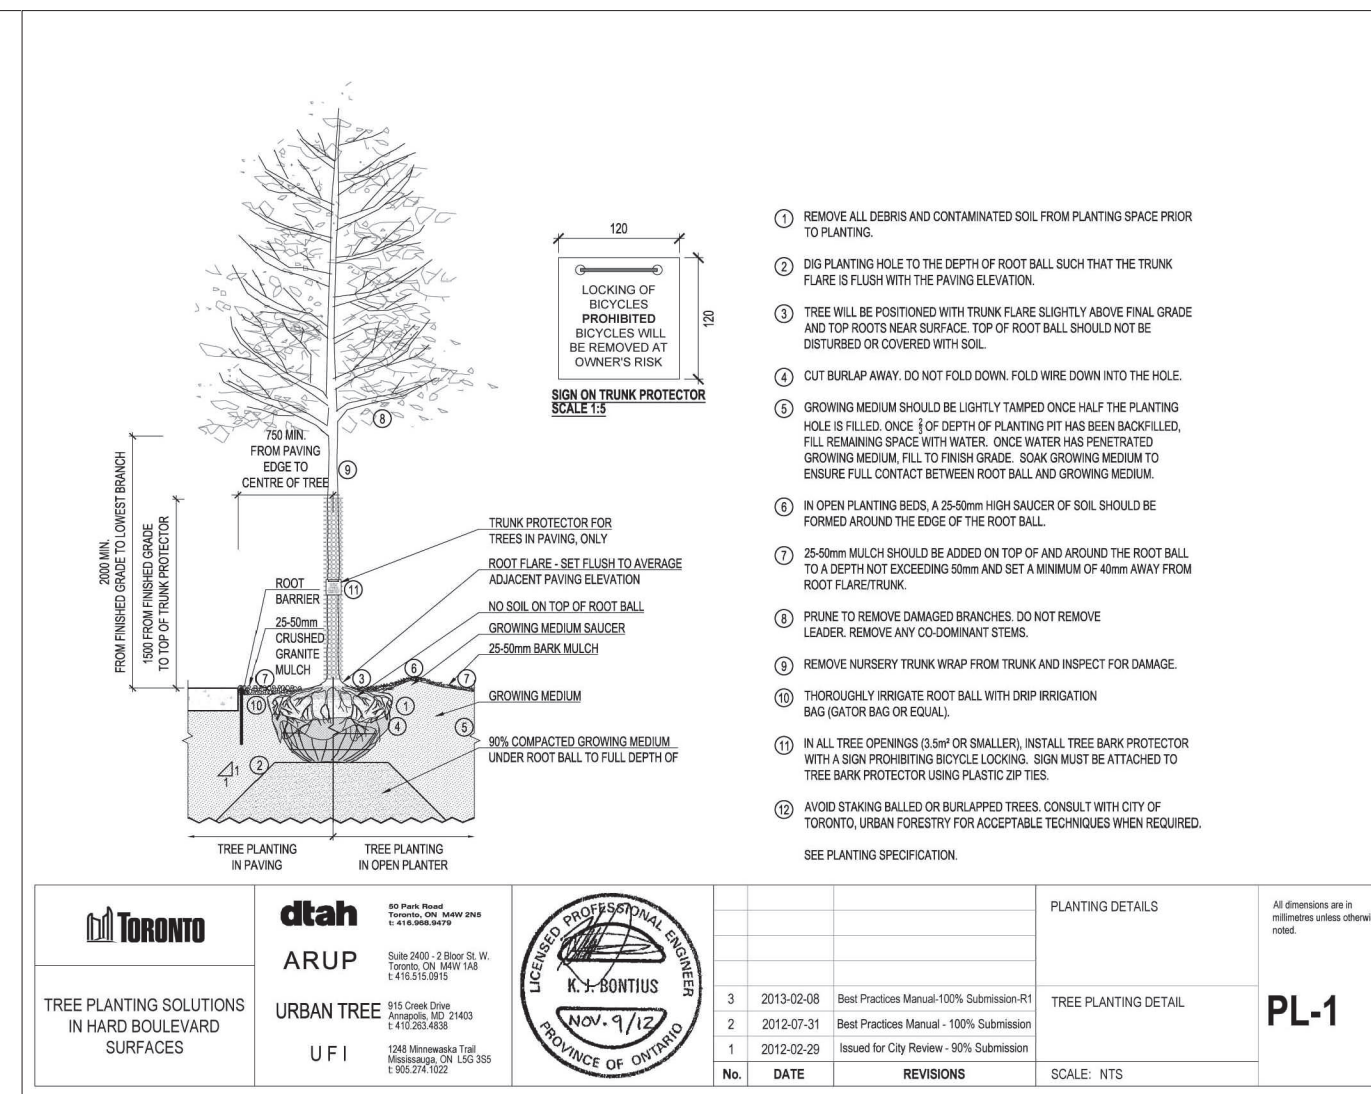 120
LOCKING OF
BICYCLES
PROHIBITED
BICYCLES WILL
BE REMOVED AT
OWNER'S RISK
120
SIGN ON TRUNK PROTECTOR
SCALE 1:5
8
750 MIN.
FROM PAVING
EDGE TO
CENTRE OF TREE
9
2000 MIN.
FROM FINISHED GRADE TO LOWEST BRANCH
1500 FROM FINISHED GRADE
TO TOP OF TRUNK PROTECTOR
TRUNK PROTECTOR FOR
TREES IN PAVING, ONLY
ROOT FLARE - SET FLUSH TO AVERAGE
ADJACENT PAVING ELEVATION
11
ROOT
BARRIER
NO SOIL ON TOP OF ROOT BALL
25-50mm
CRUSHED
GRANITE
MULCH
GROWING MEDIUM SAUCER
25-50mm BARK MULCH
7
3
6
7
GROWING MEDIUM
10
1
4
5
90% COMPACTED GROWING MEDIUM
UNDER ROOT BALL TO FULL DEPTH OF
2
1
1
TREE PLANTING
IN PAVING
TREE PLANTING
IN OPEN PLANTER
1 REMOVE ALL DEBRIS AND CONTAMINATED SOIL FROM PLANTING SPACE PRIOR
TO PLANTING.
2 DIG PLANTING HOLE TO THE DEPTH OF ROOT BALL SUCH THAT THE TRUNK
FLARE IS FLUSH WITH THE PAVING ELEVATION.
3 TREE WILL BE POSITIONED WITH TRUNK FLARE SLIGHTLY ABOVE FINAL GRADE
AND TOP ROOTS NEAR SURFACE. TOP OF ROOT BALL SHOULD NOT BE
DISTURBED OR COVERED WITH SOIL.
4 CUT BURLAP AWAY. DO NOT FOLD DOWN. FOLD WIRE DOWN INTO THE HOLE.
5 GROWING MEDIUM SHOULD BE LIGHTLY TAMPED ONCE HALF THE PLANTING
HOLE IS FILLED. ONCE 2/3 OF DEPTH OF PLANTING PIT HAS BEEN BACKFILLED,
FILL REMAINING SPACE WITH WATER. ONCE WATER HAS PENETRATED
GROWING MEDIUM, FILL TO FINISH GRADE. SOAK GROWING MEDIUM TO
ENSURE FULL CONTACT BETWEEN ROOT BALL AND GROWING MEDIUM.
6 IN OPEN PLANTING BEDS, A 25-50mm HIGH SAUCER OF SOIL SHOULD BE
FORMED AROUND THE EDGE OF THE ROOT BALL.
7 25-50mm MULCH SHOULD BE ADDED ON TOP OF AND AROUND THE ROOT BALL
TO A DEPTH NOT EXCEEDING 50mm AND SET A MINIMUM OF 40mm AWAY FROM
ROOT FLARE/TRUNK.
8 PRUNE TO REMOVE DAMAGED BRANCHES. DO NOT REMOVE
LEADER. REMOVE ANY CO-DOMINANT STEMS.
9 REMOVE NURSERY TRUNK WRAP FROM TRUNK AND INSPECT FOR DAMAGE.
10 THOROUGHLY IRRIGATE ROOT BALL WITH DRIP IRRIGATION
BAG (GATOR BAG OR EQUAL).
11 IN ALL TREE OPENINGS (3.5m² OR SMALLER), INSTALL TREE BARK PROTECTOR
WITH A SIGN PROHIBITING BICYCLE LOCKING. SIGN MUST BE ATTACHED TO
TREE BARK PROTECTOR USING PLASTIC ZIP TIES.
12 AVOID STAKING BALLED OR BURLAPPED TREES. CONSULT WITH CITY OF
TORONTO, URBAN FORESTRY FOR ACCEPTABLE TECHNIQUES WHEN REQUIRED.
SEE PLANTING SPECIFICATION.
TORONTO
TREE PLANTING SOLUTIONS
IN HARD BOULEVARD
SURFACES
dtah
50 Park Road
Toronto, ON M4W 2N5
t: 416.968.9479
ARUP
Suite 2400 - 2 Bloor St. W.
Toronto, ON M4W 1A8
t: 416.515.0915
URBAN TREE
915 Creek Drive
Annapolis, MD 21403
t: 410.263.4838
UFI
1248 Minnewaska Trail
Mississauga, ON L5G 3S5
t: 905.274.1022
LICENSED PROFESSIONAL ENGINEER
K. J. BONTIUS
NOV. 9/12
PROVINCE OF ONTARIO
3 2013-02-08 Best Practices Manual-100% Submission-R1
2 2012-07-31 Best Practices Manual - 100% Submission
1 2012-02-29 Issued for City Review - 90% Submission
No. DATE REVISIONS
PLANTING DETAILS
TREE PLANTING DETAIL
SCALE: NTS
All dimensions are in
millimetres unless otherwi
noted.
PL-1